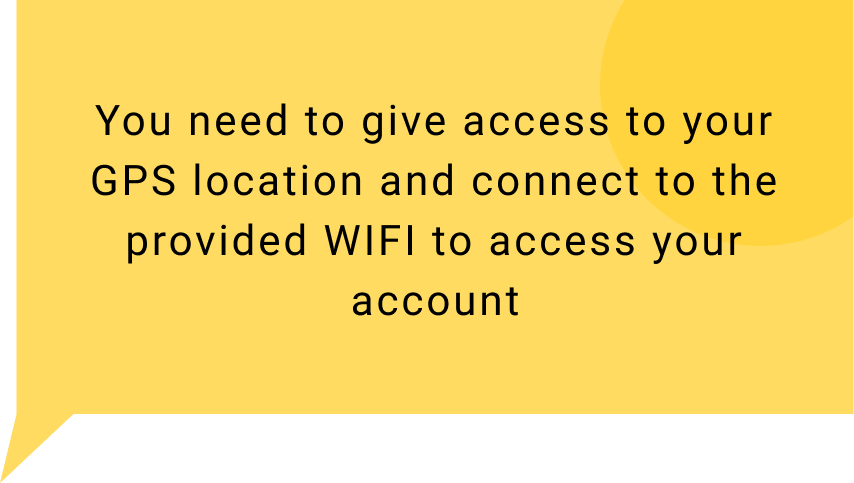 You need to give access to your
GPS location and connect to the
provided WIFI to access your
account